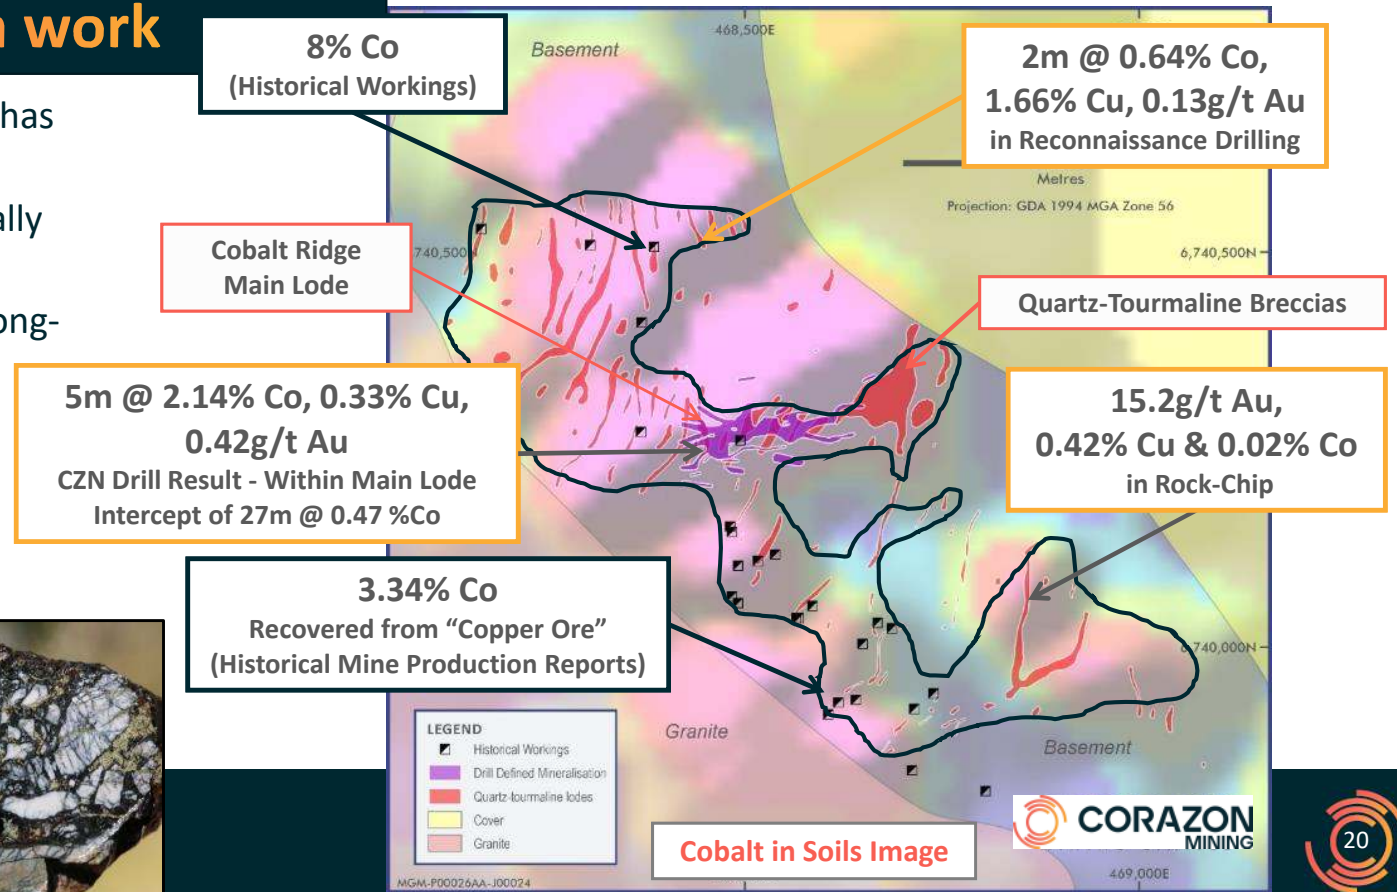 work
has
ally
ong-
8% Co
(Historical Workings)
Basement
468,500E
2m @ 0.64% Co,
1.66% Cu, 0.13g/t Au
in Reconnaissance Drilling
Metres
Projection: GDA 1994 MGA Zone 56
Cobalt Ridge
Main Lode
740,500
6,740,500N
Quartz-Tourmaline Breccias
5m @ 2.14% Co, 0.33% Cu,
0.42g/t Au
CZN Drill Result - Within Main Lode
Intercept of 27m @ 0.47 %Co
15.2g/t Au,
0.42% Cu & 0.02% Co
in Rock-Chip
3.34% Co
Recovered from “Copper Ore”
(Historical Mine Production Reports)
6,740,000N
LEGEND
Historical Workings
Drill Defined Mineralisation
Quartz-tourmaline lodes
Cover
Granite
Granite
Basement
Cobalt in Soils Image
CORAZON
MINING
20
MGM-P00026AA-J00024
469,000E